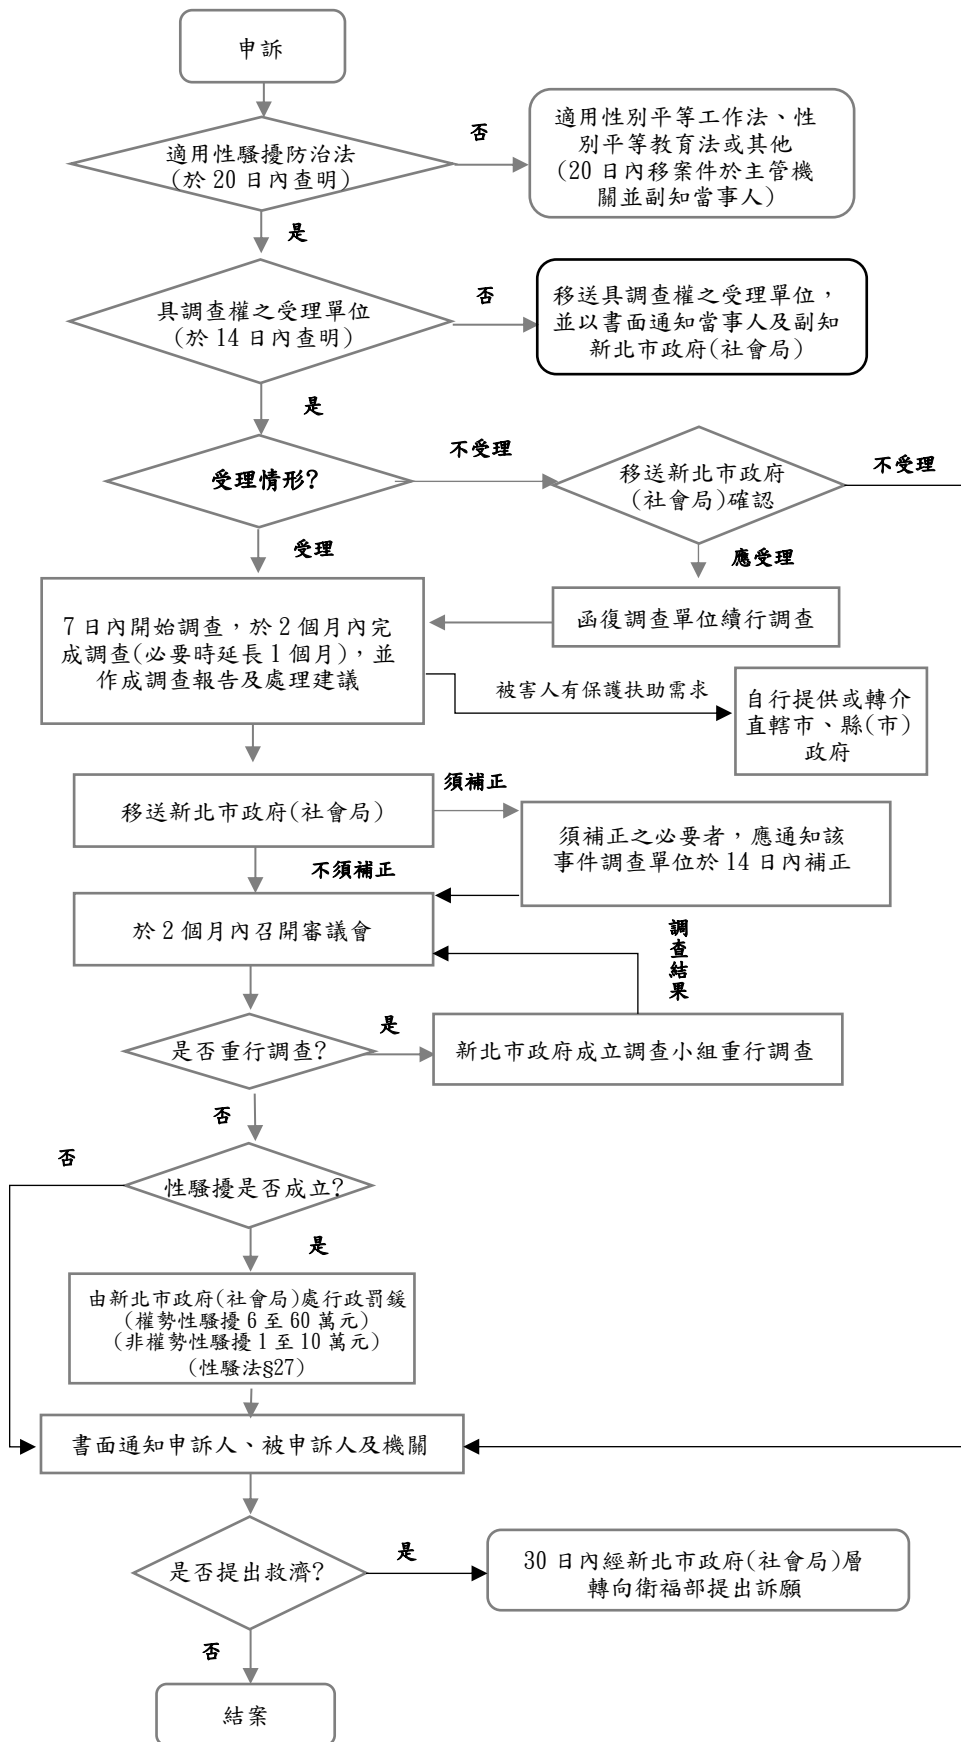 申訴
適用性騷擾防治法
(於 20 日內查明)
否
適用性別平等工作法、性
別平等教育法或其他
(20 日內移案件於主管機
關並副知當事人)
是
具調查權之受理單位
(於 14 日內查明)
否
移送具調查權之受理單位，
並以書面通知當事人及副知
新北市政府(社會局)
是
受理情形?
不受理
移送新北市政府
(社會局)確認
不受理
受理
應受理
7 日內開始調查，於 2 個月內完
成調查(必要時延長 1 個月)，並
作成調查報告及處理建議
函復調查單位續行調查
被害人有保護扶助需求
自行提供或轉介
直轄市、縣(市)
政府
移送新北市政府(社會局)
須補正
須補正之必要者，應通知該
事件調查單位於 14 日內補正
不須補正
於 2 個月內召開審議會
調查結果
是否重行調查?
是
新北市政府成立調查小組重行調查
否
性騷擾是否成立?
否
是
由新北市政府(社會局)處行政罰鍰
(權勢性騷擾 6 至 60 萬元)
(非權勢性騷擾 1 至 10 萬元)
(性騷法§27)
書面通知申訴人、被申訴人及機關
是否提出救濟?
是
30 日內經新北市政府(社會局)層
轉向衛福部提出訴願
否
結案